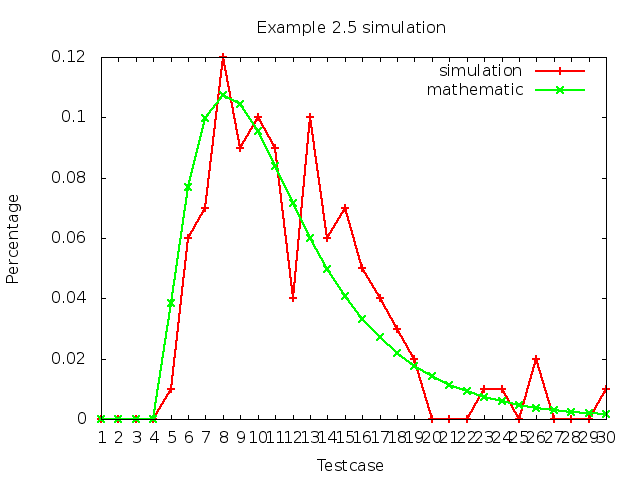 Example 2.5 simulation
simulation
mathematic
Percentage
0.12
0.1
0.08
0.06
0.04
0.02
0
1 2 3 4 5 6 7 8 9 10 11 12 13 14 15 16 17 18 19 20 21 22 23 24 25 26 27 28 29 30
Testcase